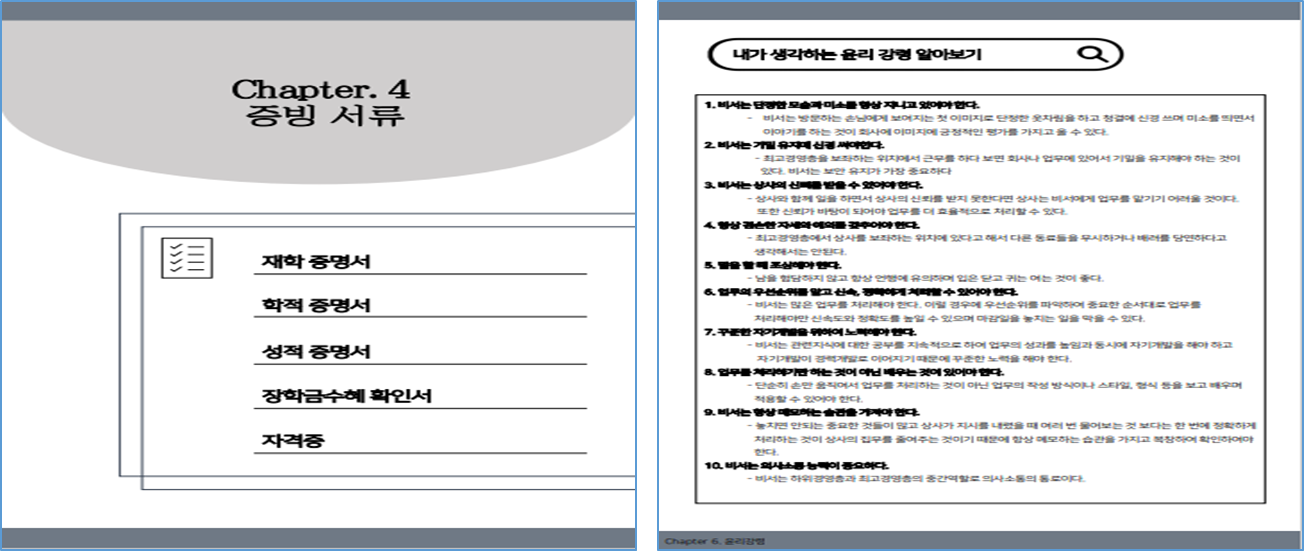 Chapter. 4
증빙 서류
재학 증명서
학적 증명서
성적 증명서
장학금수혜 확인서
자격증
내가 생각하는 윤리 강령 알아보기
1. 비서는 단정한 모습과 미소를 항상 지니고 있어야 한다.
- 비서는 방문하는 손님에게 보여지는 첫 이미지로 단정한 옷차림을 하고 청결에 신경 쓰며 미소를 띄면서
이야기를 하는 것이 회사에 이미지에 긍정적인 평가를 가지고 올 수 있다.
2. 비서는 기밀 유지에 신경 써야한다.
- 최고경영층을 보좌하는 위치에서 근무를 하다 보면 회사나 업무에 있어서 기밀을 유지해야 하는 것이
있다. 비서는 보안 유지가 가장 중요하다
3. 비서는 상사의 신뢰를 받을 수 있어야 한다.
- 상사와 함께 일을 하면서 상사의 신뢰를 받지 못한다면 상사는 비서에게 업무를 맡기기 어려울 것이다.
또한 신뢰가 바탕이 되어야 업무를 더 효율적으로 처리할 수 있다.
4. 항상 겸손한 자세와 예의를 갖추어야 한다.
- 최고경영층에서 상사를 보좌하는 위치에 있다고 해서 다른 동료들을 무시하거나 배려를 당연하다고
생각해서는 안된다.
5. 말을 할 때 조심해야 한다.
- 남을 험담하지 않고 항상 언행에 유의하며 입은 닫고 귀는 여는 것이 좋다.
6. 업무의 우선순위를 알고 신속, 정확하게 처리할 수 있어야 한다.
- 비서는 많은 업무를 처리해야 한다. 이럴 경우에 우선순위를 파악하여 중요한 순서대로 업무를
처리해야만 신속도와 정확도를 높일 수 있으며 마감일을 놓치는 일을 막을 수 있다.
7. 꾸준한 자기개발을 위하여 노력해야 한다.
- 비서는 관련지식에 대한 공부를 지속적으로 하여 업무의 성과를 높임과 동시에 자기개발을 해야 하고
자기개발이 경력개발로 이어지기 때문에 꾸준한 노력을 해야 한다.
8. 업무를 처리하기만 하는 것이 아닌 배우는 것이 있어야 한다.
- 단순히 손만 움직여서 업무를 처리하는 것이 아닌 업무의 작성 방식이나 스타일, 형식 등을 보고 배우며
적용할 수 있어야 한다.
9. 비서는 항상 메모하는 습관을 가져야 한다.
- 놓치면 안되는 중요한 것들이 많고 상사가 지시를 내렸을 때 여러 번 물어보는 것 보다는 한 번에 정확하게
처리하는 것이 상사의 집무를 줄여주는 것이기 때문에 항상 메모하는 습관을 가지고 복창하여 확인하여야
한다.
10. 비서는 의사소통 능력이 중요하다.
- 비서는 하위경영층과 최고경영층의 중간역할로 의사소통의 통로이다.
Chapter 6. 윤리강령